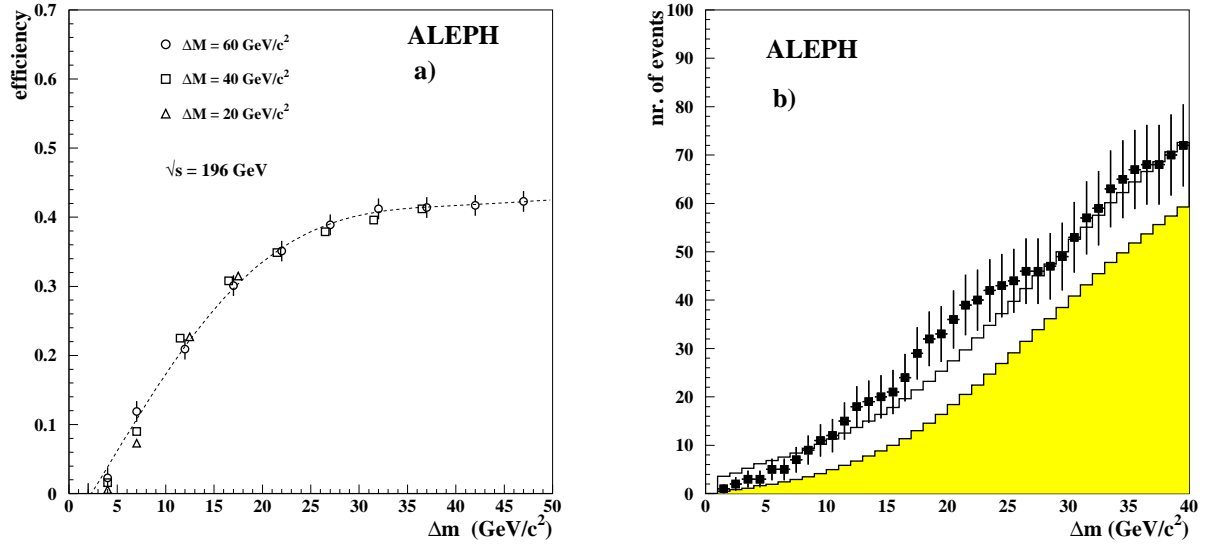 efficiency
0.7
0.6
0.5
0.4
0.3
0.2
0.1
0
0 5 10 15 20 25 30 35 40 45 50
Δm (GeV/c²)
ALEPH
a)
ΔM = 60 GeV/c²
ΔM = 40 GeV/c²
ΔM = 20 GeV/c²
√s = 196 GeV
nr. of events
100
90
80
70
60
50
40
30
20
10
0
0 5 10 15 20 25 30 35 40
Δm (GeV/c²)
ALEPH
b)